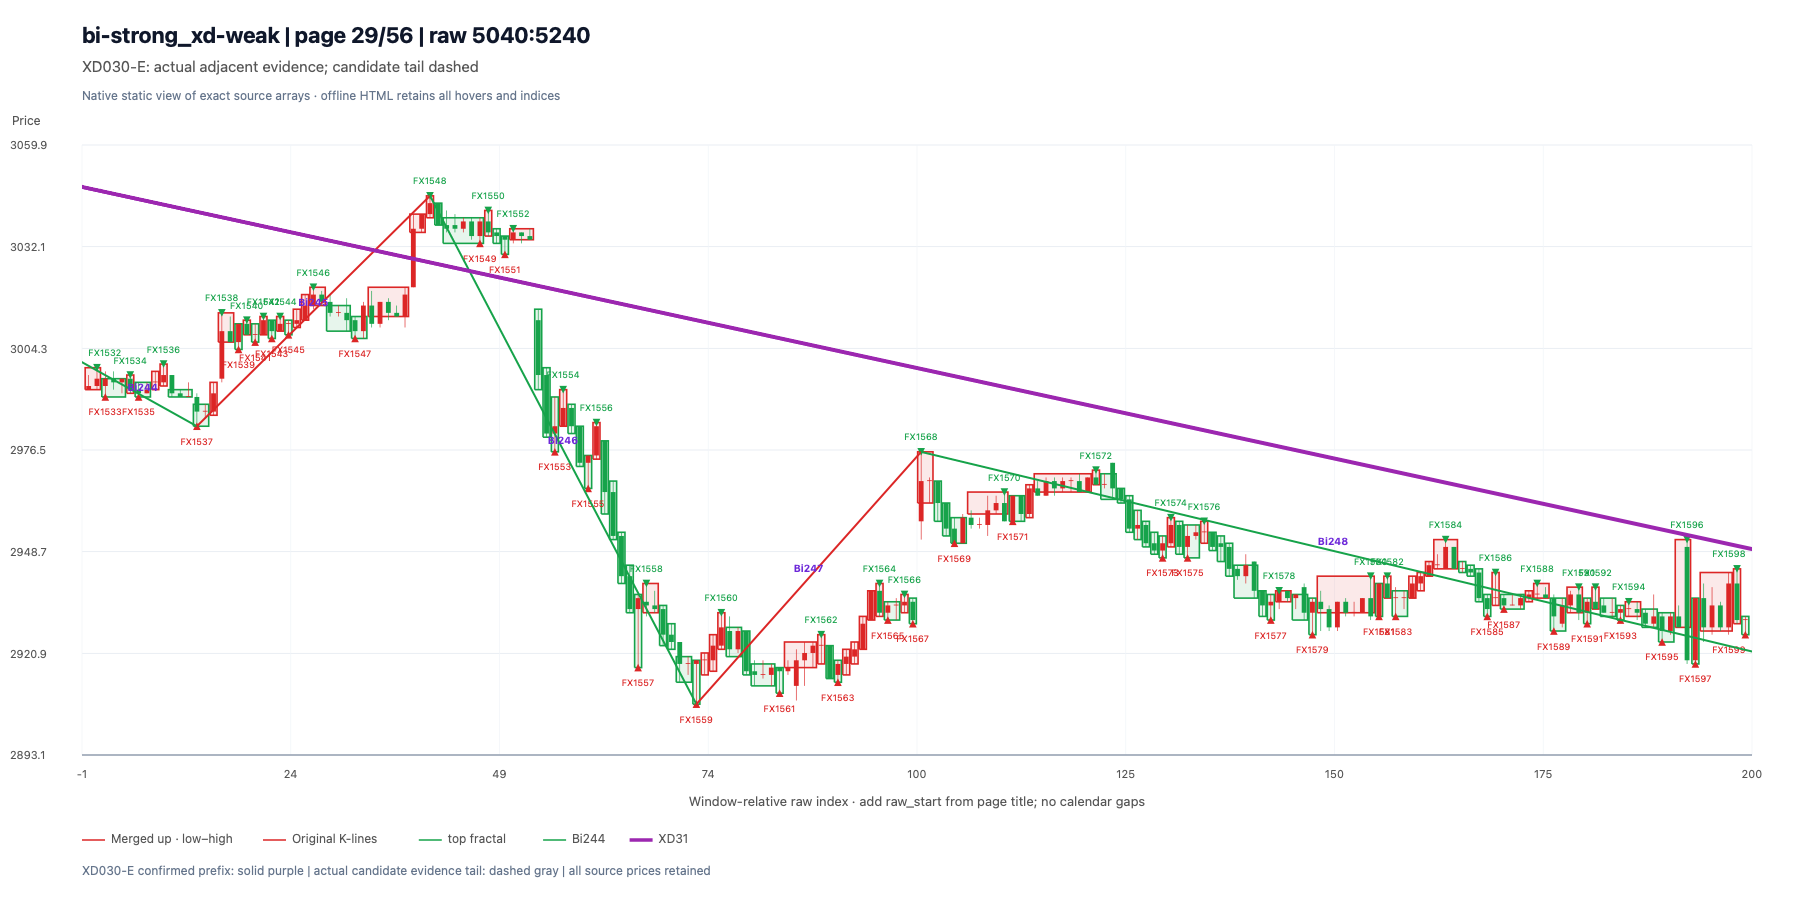 bi-strong_xd-weak | page 29/56 | raw 5040:5240
XD030-E: actual adjacent evidence; candidate tail dashed
Native static view of exact source arrays · offline HTML retains all hovers and indices
Price
3059.9
FX1548
FX1550
FX1552
3032.1
FX1549
FX1551
FX1546
FX1538
FX1540
FX1544
3004.3
FX1532
FX1534
FX1536
FX1539
FX1543
FX1545
FX1547
Bi244
FX1533
FX1535
FX1537
FX1554
FX1556
Bi246
2976.5
FX1553
FX1555
FX1568
FX1572
FX1570
FX1574
FX1576
FX1571
FX1569
Bi248
FX1584
FX1596
2948.7
FX1598
FX1558
Bi247
FX1564
FX1566
FX1575
FX1578
FX1586
FX1588
FX1594
FX1560
FX1562
FX1567
FX1577
FX1579
FX1583
FX1585
FX1587
FX1589
FX1591
FX1593
FX1595
FX1599
2920.9
FX1557
FX1561
FX1563
FX1559
FX1597
2893.1
-1 24 49 74 100 125 150 175 200
Window-relative raw index · add raw_start from page title; no calendar gaps
Merged up · low–high Original K-lines top fractal Bi244 XD31
XD030-E confirmed prefix: solid purple | actual candidate evidence tail: dashed gray | all source prices retained